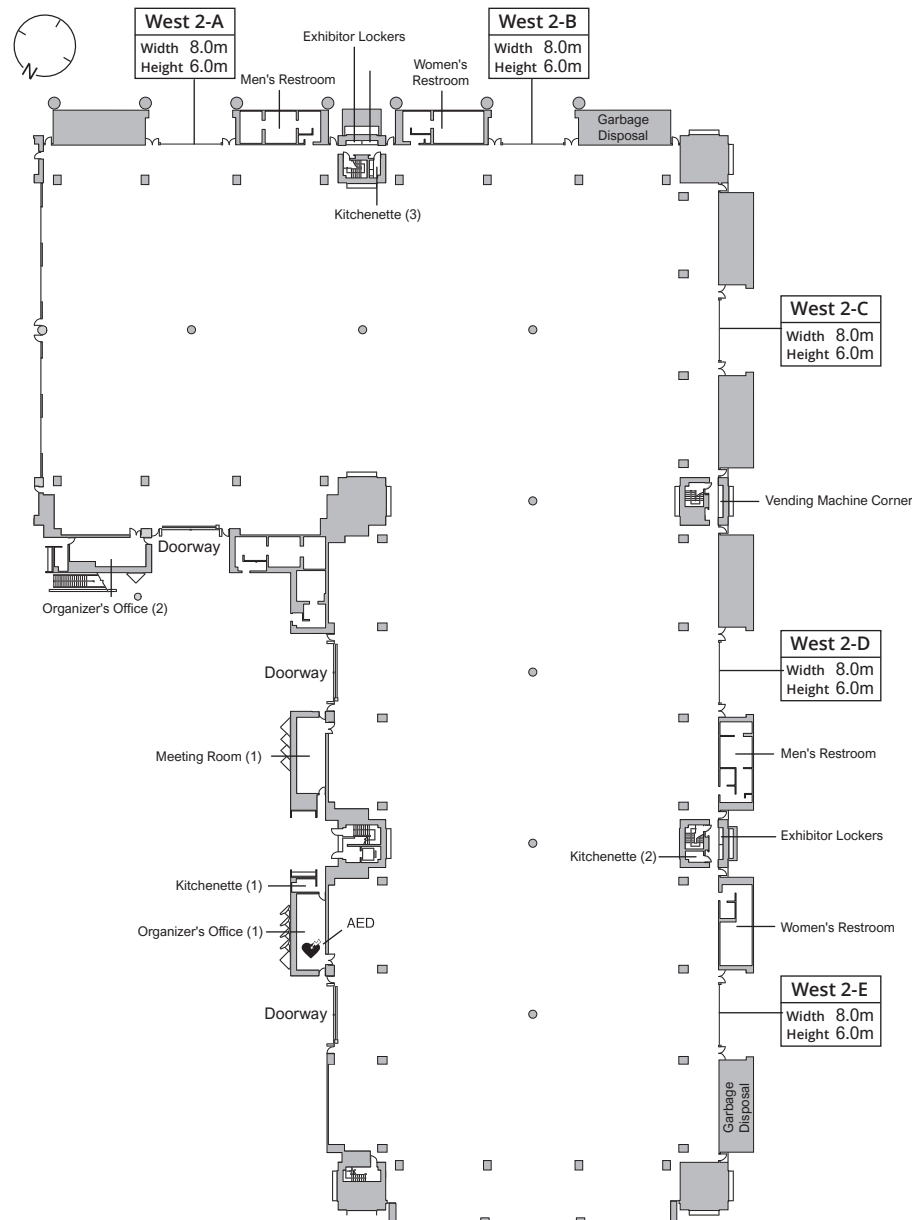 West 2-A
Width 8.0m
Height 6.0m
Exhibitor Lockers
Men's Restroom
Women's
Restroom
West 2-B
Width 8.0m
Height 6.0m
N
Garbage
Disposal
Kitchenette (3)
West 2-C
Width 8.0m
Height 6.0m
Vending Machine Corner
Doorway
Organizer's Office (2)
Doorway
West 2-D
Width 8.0m
Height 6.0m
Meeting Room (1)
Men's Restroom
Exhibitor Lockers
Kitchenette (2)
Kitchenette (1)
AED
Organizer's Office (1)
Women's Restroom
West 2-E
Width 8.0m
Height 6.0m
Doorway
Garbage
Disposal